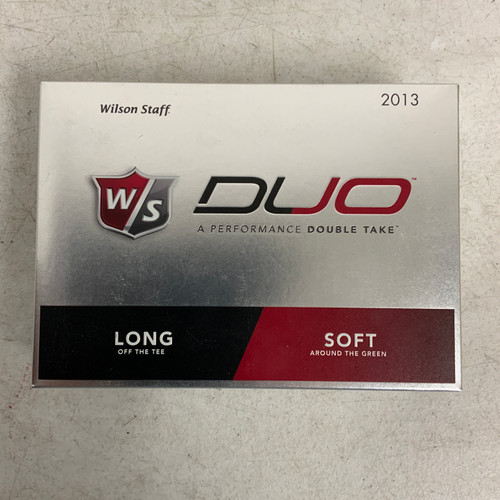 Wilson Staff.
2013
W/S
DUO™
A PERFORMANCE DOUBLE TAKE™
LONG
OFF THE TEE
SOFT
AROUND THE GREEN